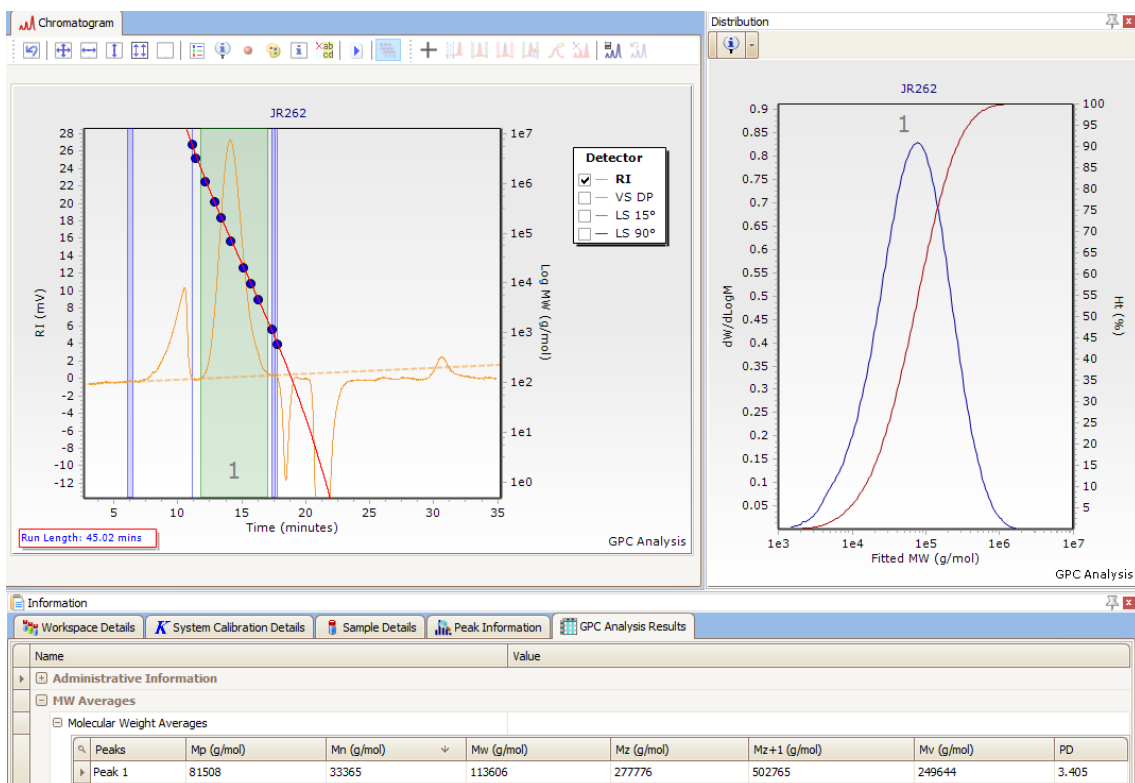 Chromatogram
JR262
28
26
24
22
20
18
16
14
12
10
8
6
4
2
0
-2
-4
-6
-8
-10
-12
RI (mV)
1e7
1e6
1e5
1e4
1e3
1e2
1e1
1e0
Log MW (g/mol)
1
5 10 15 20 25 30 35
Time (minutes)
Run Length: 45.02 mins
GPC Analysis
Detector
RI
VS DP
LS 15°
LS 90°
Distribution
JR262
1
0.9
0.85
0.8
0.75
0.7
0.65
0.6
0.55
0.5
0.45
0.4
0.35
0.3
0.25
0.2
0.15
0.1
0.05
dW/dLogM
100
95
90
85
80
75
70
65
60
55
50
45
40
35
30
25
20
15
10
5
Ht (%)
1e3 1e4 1e5 1e6 1e7
Fitted MW (g/mol)
GPC Analysis
Information
Workspace Details K System Calibration Details Sample Details Peak Information GPC Analysis Results
Name Value
Administrative Information
MW Averages
Molecular Weight Averages
Peaks Mp (g/mol) Mn (g/mol) Mw (g/mol) Mz (g/mol) Mz+1 (g/mol) Mv (g/mol) PD
Peak 1 81508 33365 113606 277776 502765 249644 3.405